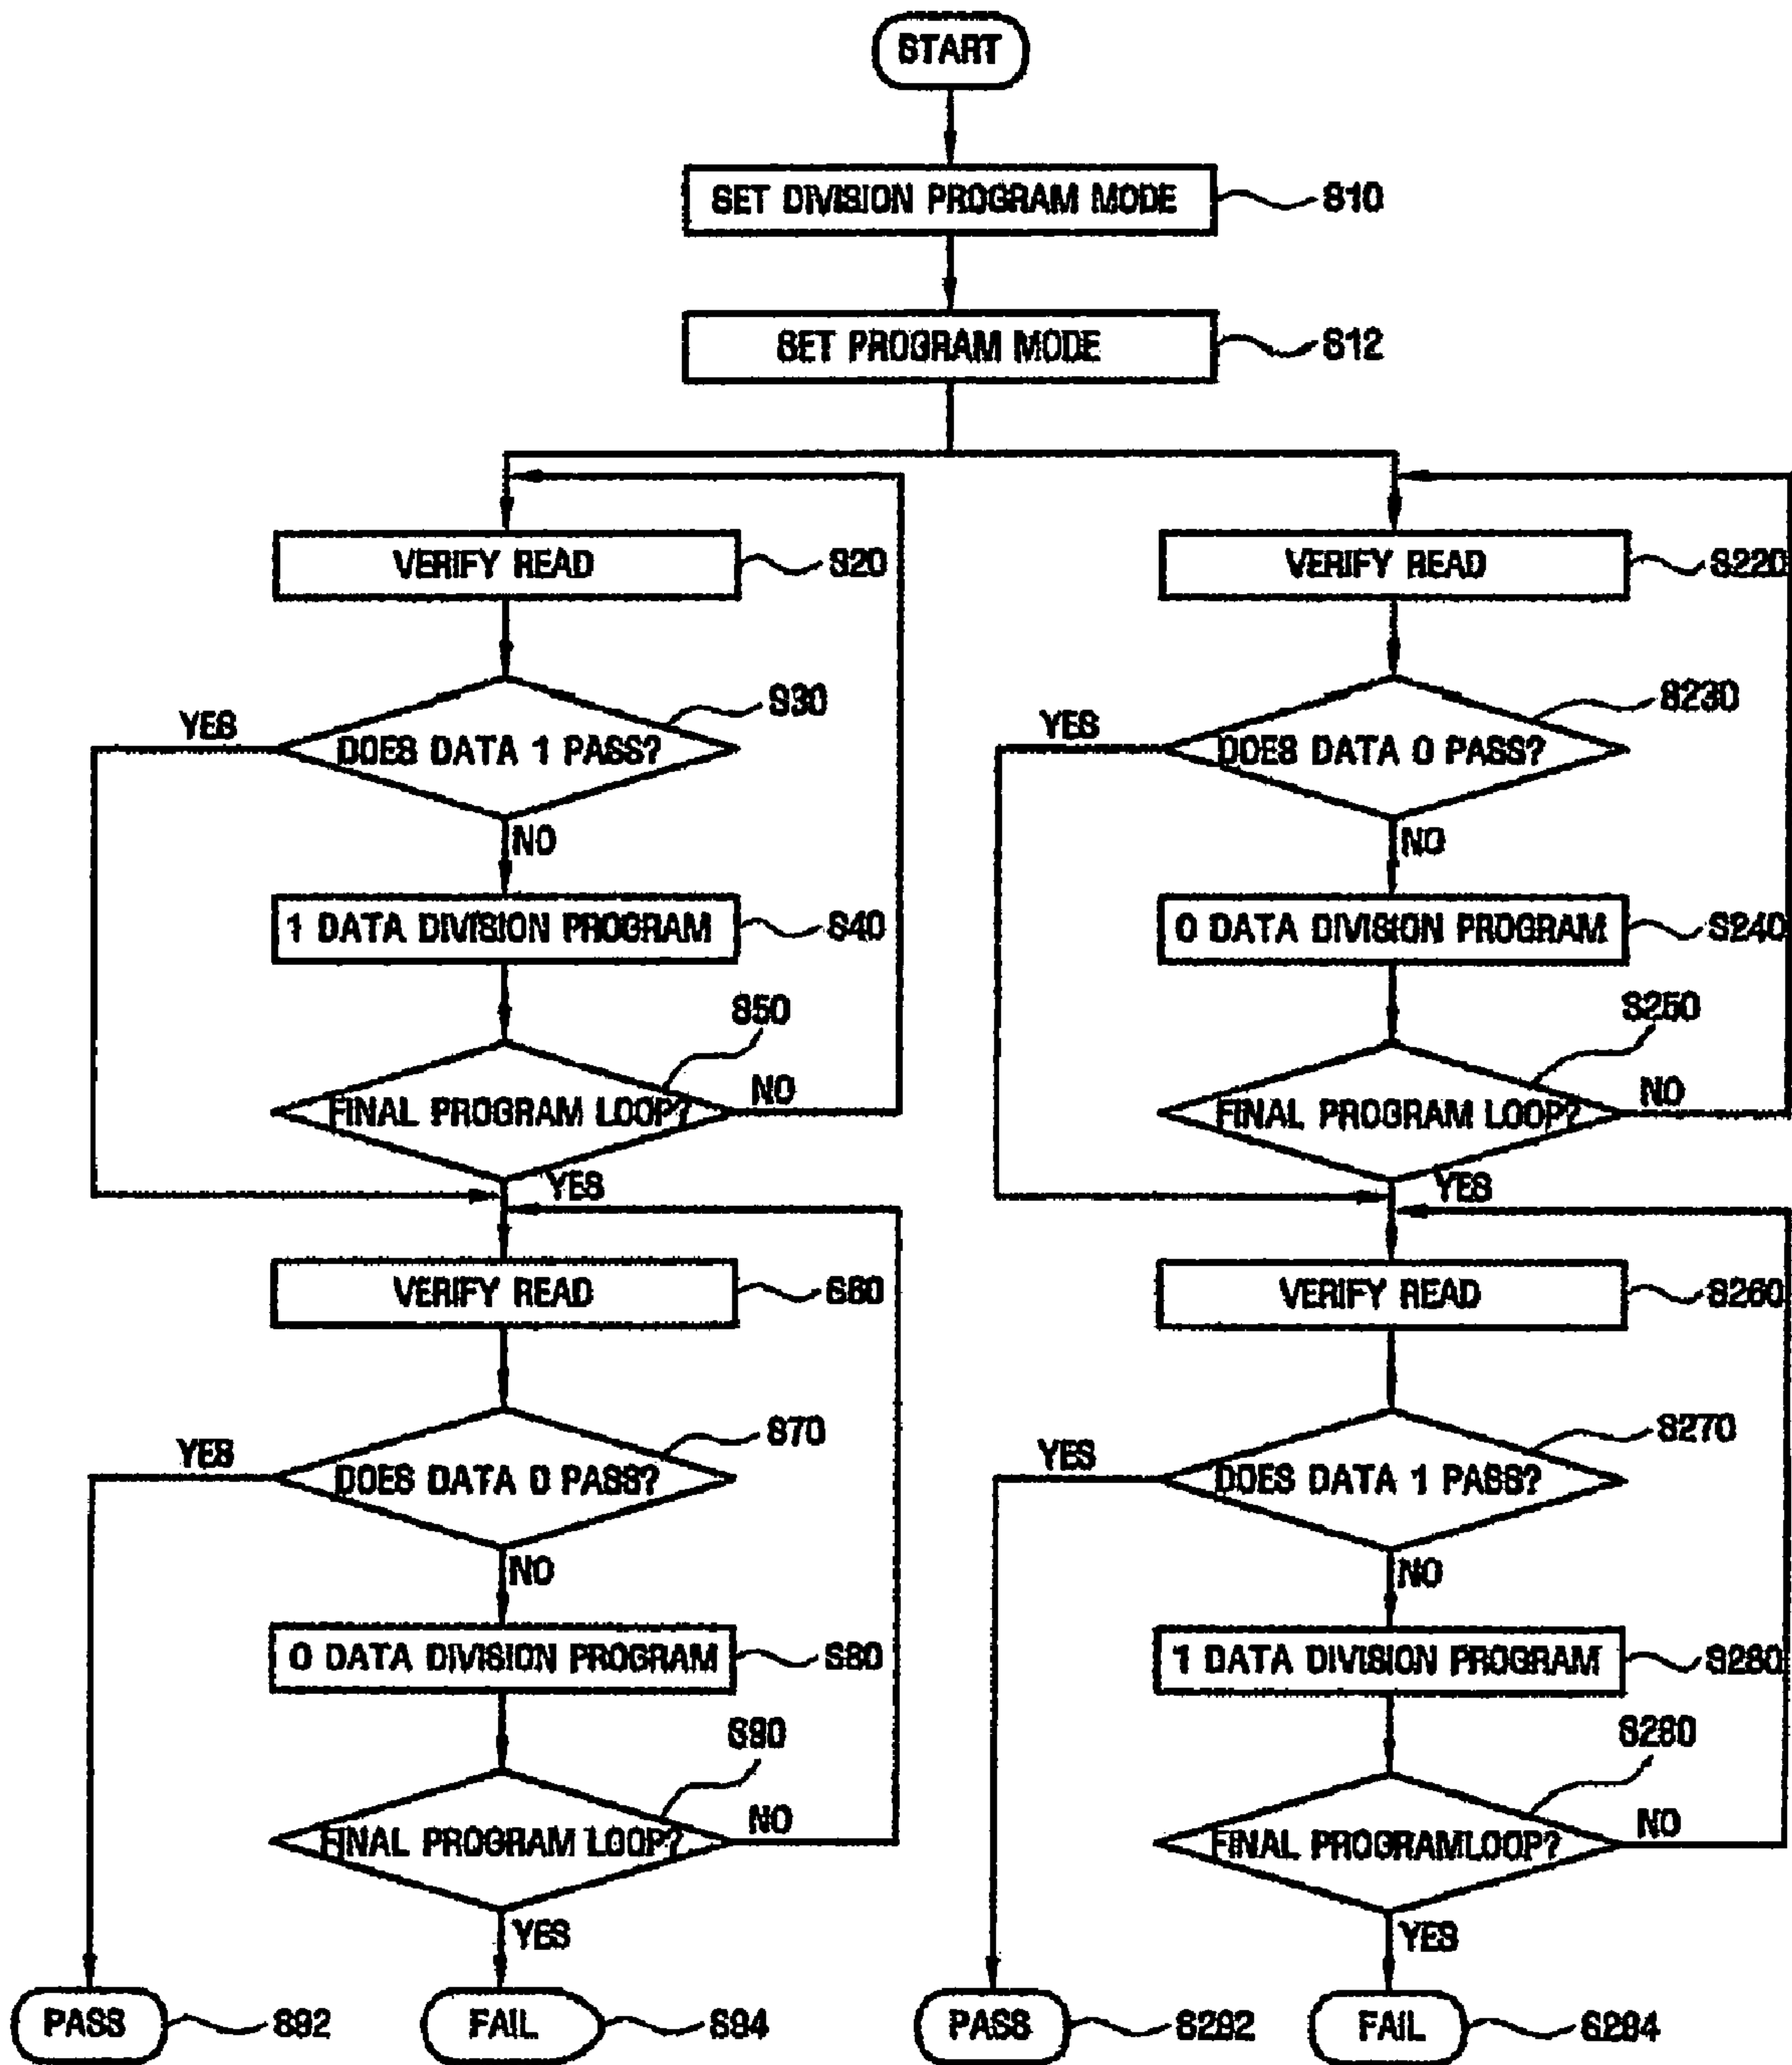 START
SET DIVISION PROGRAM MODE
S10
SET PROGRAM MODE
S12
VERIFY READ
S20
YES
DOES DATA 1 PASS?
S30
NO
1 DATA DIVISION PROGRAM
S40
S50
FINAL PROGRAM LOOP?
NO
YES
VERIFY READ
S60
YES
DOES DATA 0 PASS?
S70
NO
0 DATA DIVISION PROGRAM
S80
S90
FINAL PROGRAM LOOP?
NO
YES
PASS
S92
FAIL
S94
VERIFY READ
S220
YES
DOES DATA 0 PASS?
S230
NO
0 DATA DIVISION PROGRAM
S240
S250
FINAL PROGRAM LOOP?
NO
YES
VERIFY READ
S260
YES
DOES DATA 1 PASS?
S270
NO
1 DATA DIVISION PROGRAM
S280
S290
FINAL PROGRAMLOOP?
NO
YES
PASS
S292
FAIL
S294